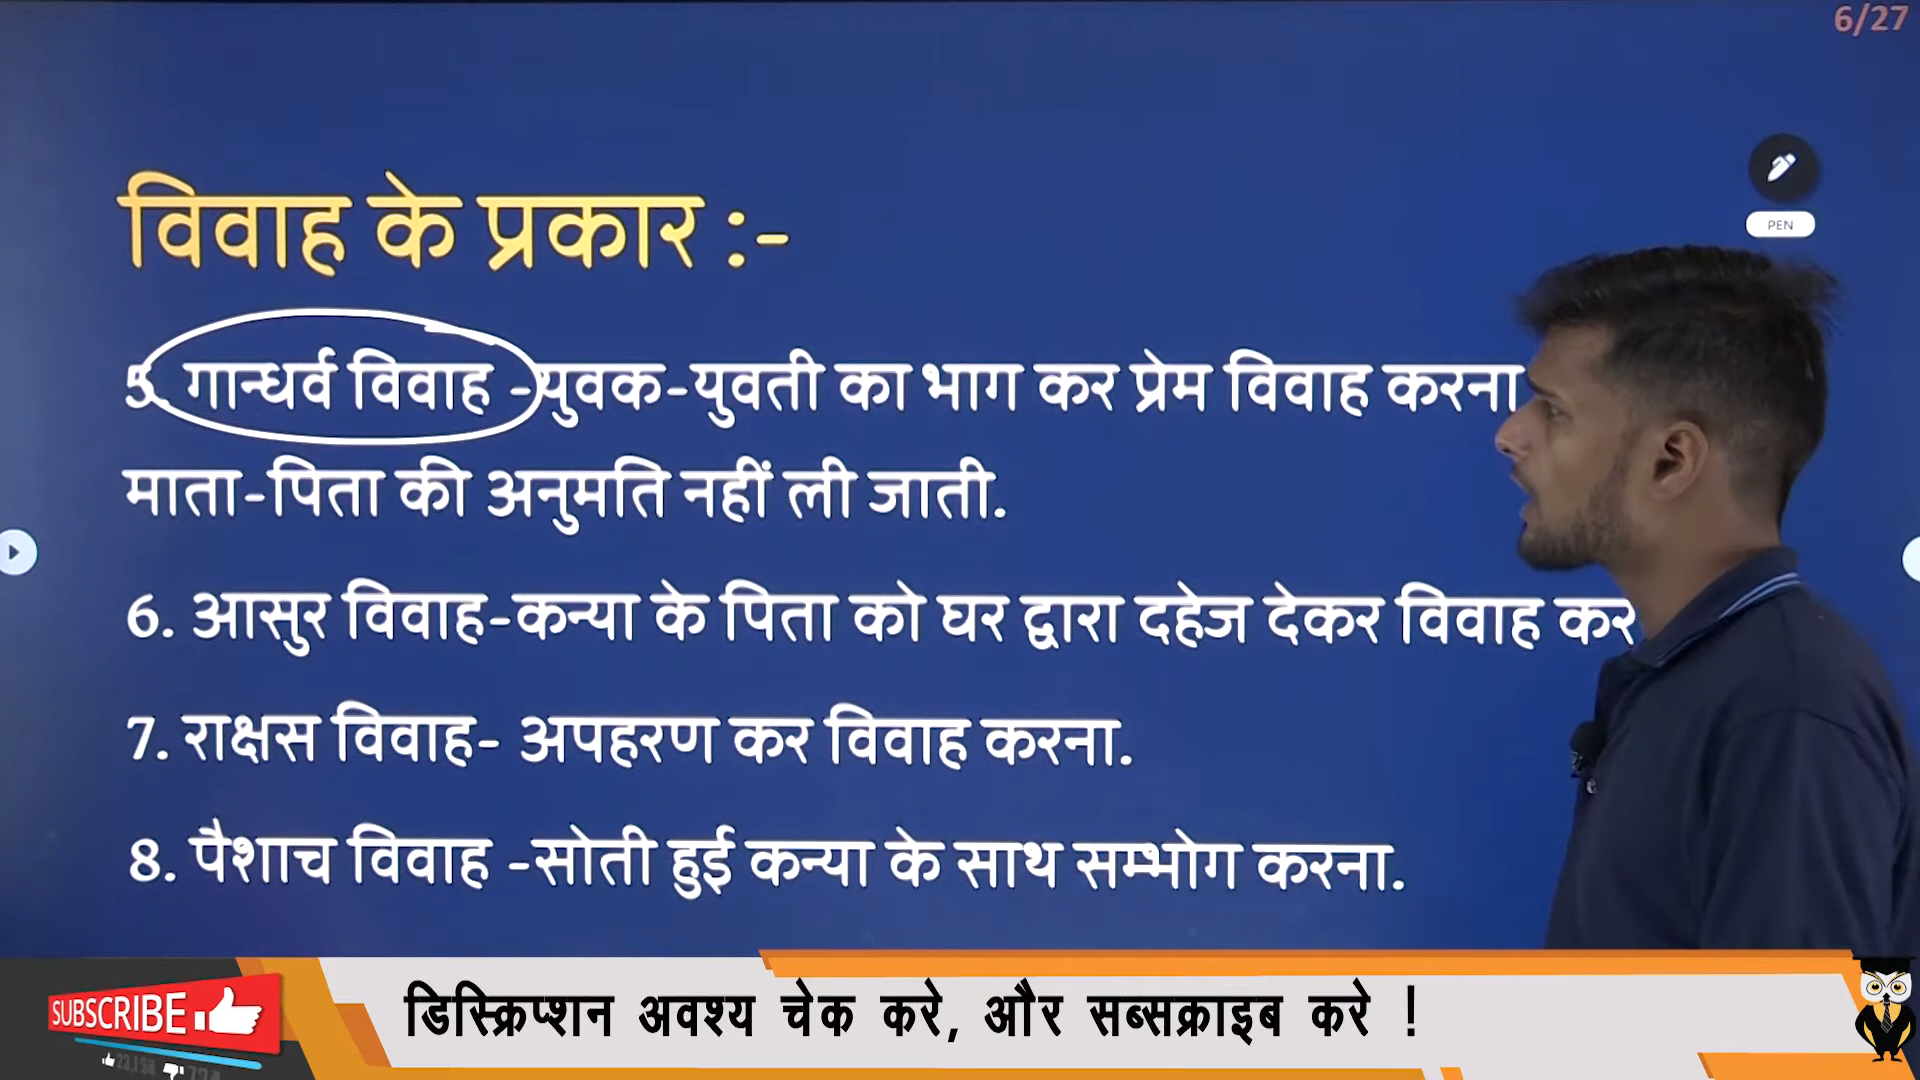 6/27
PEN
विवाह के प्रकार :-
5. गान्धर्व विवाह -युवक-युवती का भाग कर प्रेम विवाह करना
माता-पिता की अनुमति नहीं ली जाती.
6. आसुर विवाह-कन्या के पिता को घर द्वारा दहेज देकर विवाह कर
7. राक्षस विवाह- अपहरण कर विवाह करना.
8. पैशाच विवाह -सोती हुई कन्या के साथ सम्भोग करना.
SUBSCRIBE
डिस्क्रिप्शन अवश्य चेक करे, और सब्सक्राइब करे !